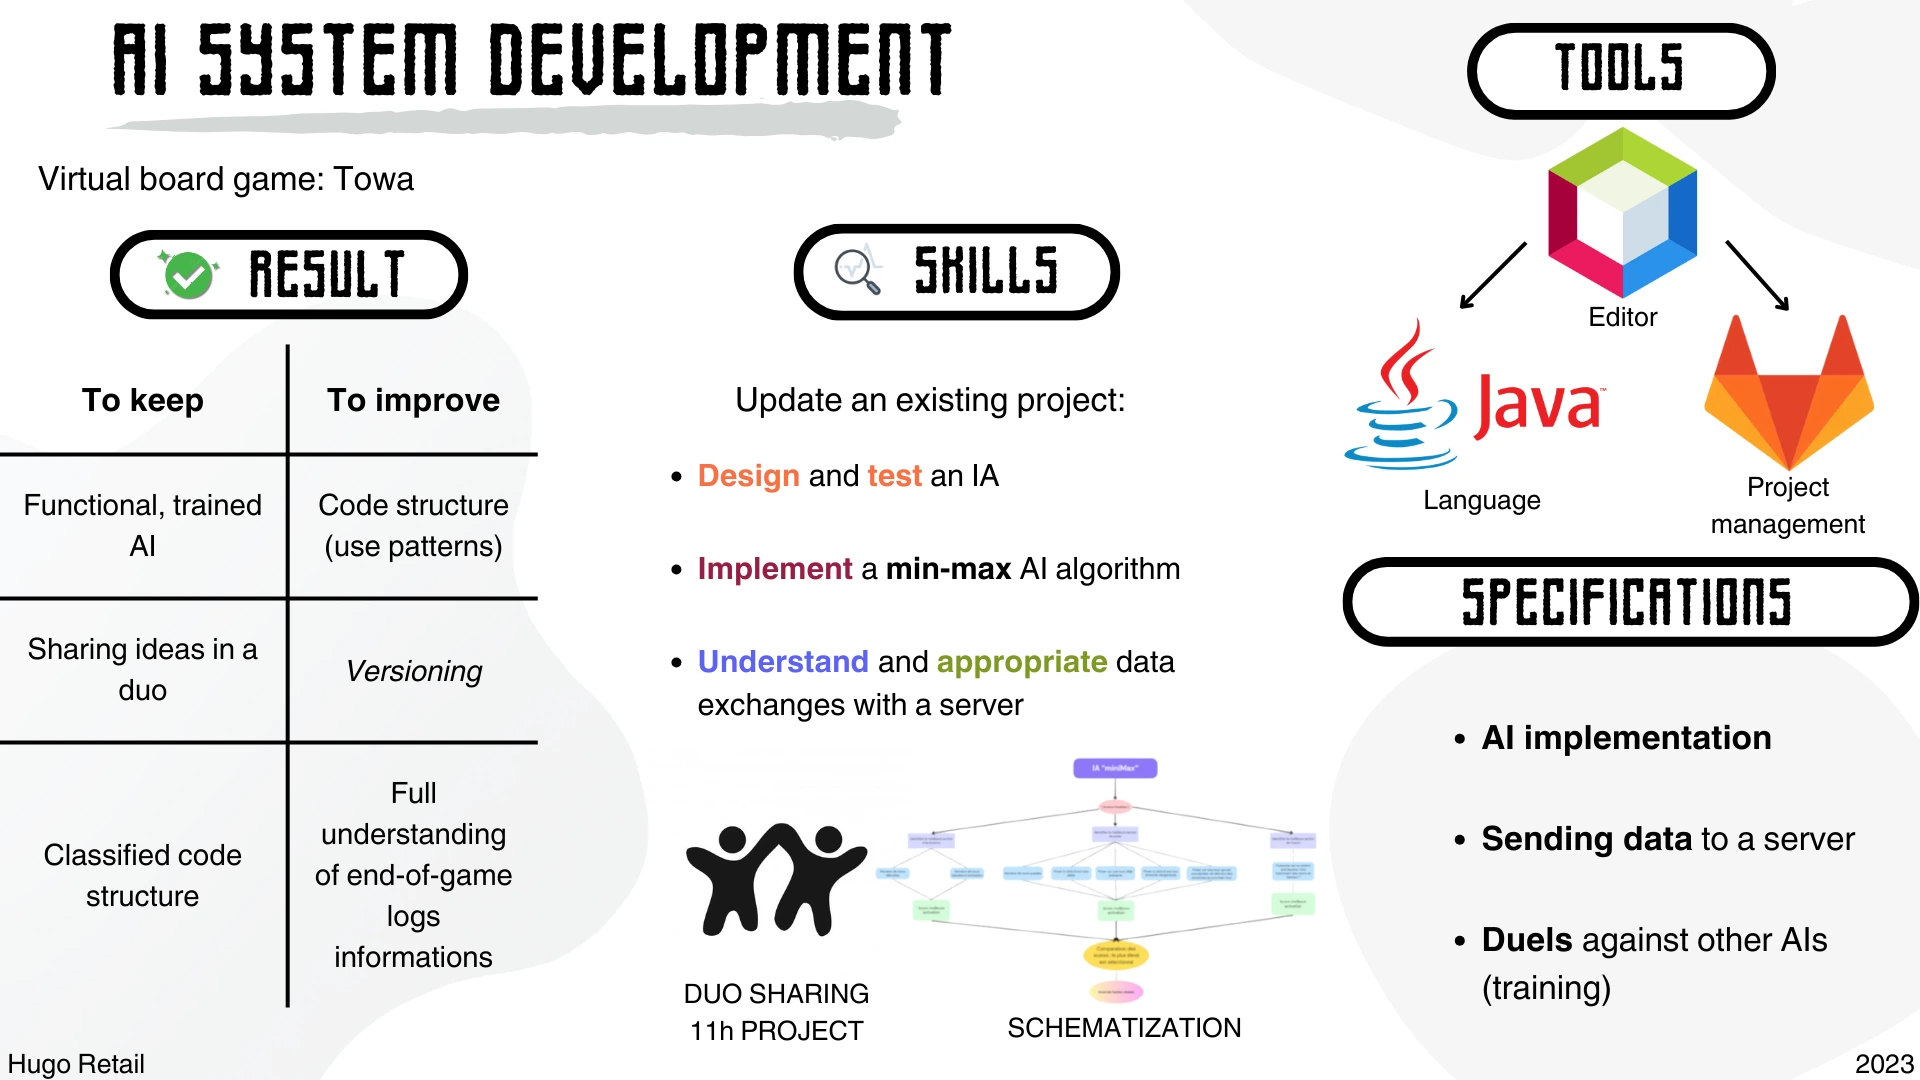 AI SYSTEM DEVELOPMENT
Virtual board game: Towa
RESULT
To keep
To improve
Functional, trained
AI
Code structure
(use patterns)
Sharing ideas in a
duo
Versioning
Classified code
structure
Full
understanding
of end-of-game
logs
informations
SKILLS
Update an existing project:
• Design and test an IA
• Implement a min-max AI algorithm
• Understand and appropriate data
exchanges with a server
DUO SHARING
11h PROJECT
IA "miniMax"
SCHEMATIZATION
TOOLS
Editor
Java™
Language
Project
management
SPECIFICATIONS
• AI implementation
• Sending data to a server
• Duels against other AIs
(training)
Hugo Retail
2023